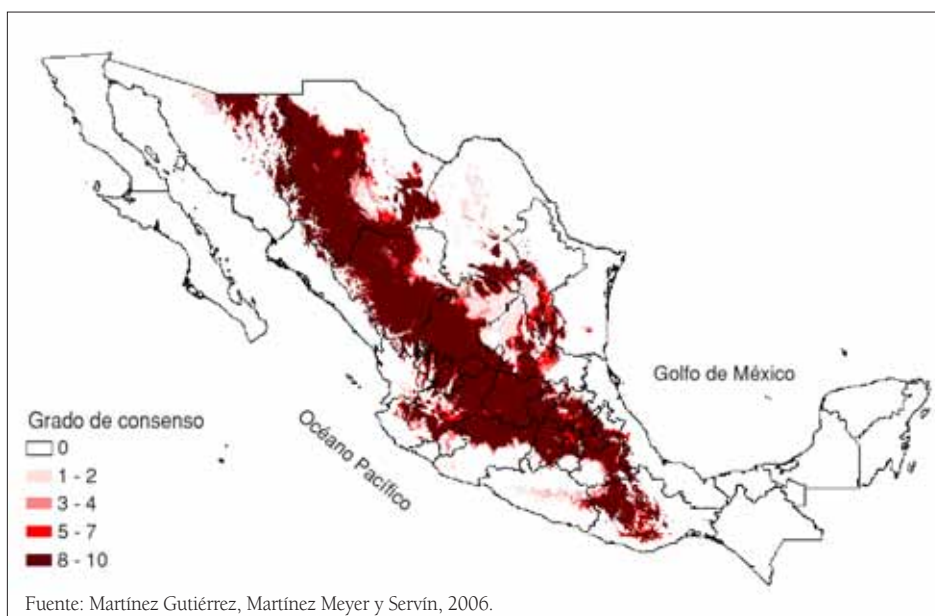 Golfo de México
Océano Pacífico
Grado de consenso
0
1 - 2
3 - 4
5 - 7
8 - 10
Fuente: Martínez Gutiérrez, Martínez Meyer y Servín, 2006.